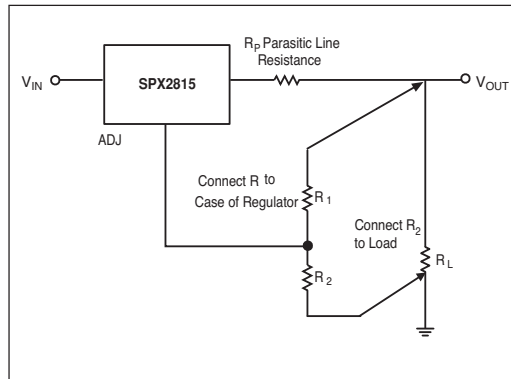 R_P Parasitic Line
Resistance
V_IN
SPX2815
V_OUT
ADJ
Connect R to
Case of Regulator
R_1
Connect R_2
to Load
R_2
R_L